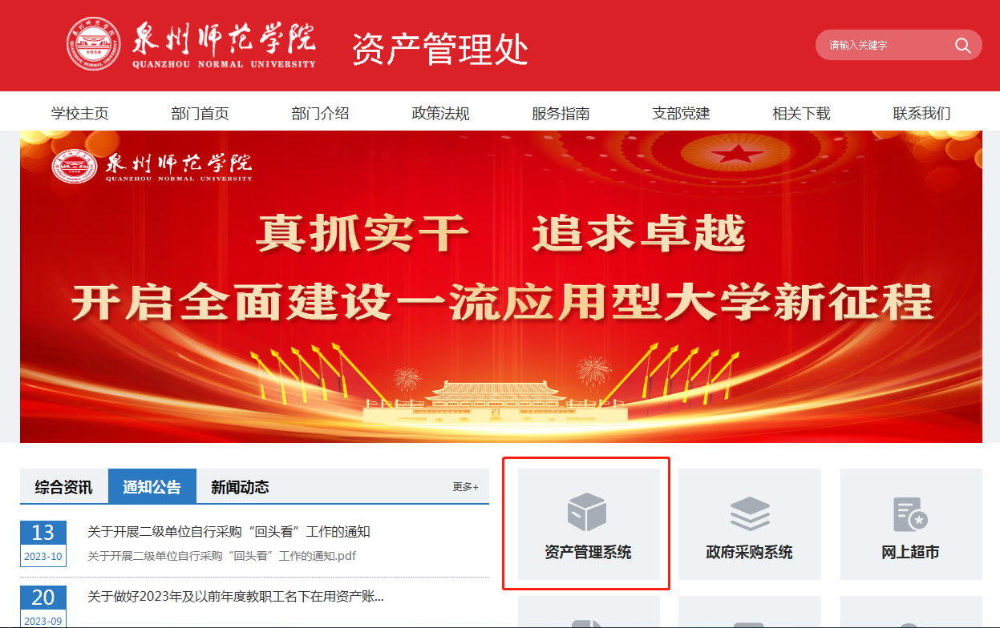 泉州师范学院
QUANZHOU NORMAL UNIVERSITY
1958
资产管理处
请输入关键字
学校主页 部门首页 部门介绍 政策法规 服务指南 支部党建 相关下载 联系我们
泉州师范学院
QUANZHOU NORMAL UNIVERSITY
真抓实干 追求卓越
开启全面建设一流应用型大学新征程
综合资讯 通知公告 新闻动态 更多+
13
2023-10
关于开展二级单位自行采购“回头看”工作的通知
关于开展二级单位自行采购“回头看”工作的通知.pdf
20
2023-09
关于做好2023年及以前年度教职工名下在用资产账...
资产管理系统 政府采购系统 网上超市